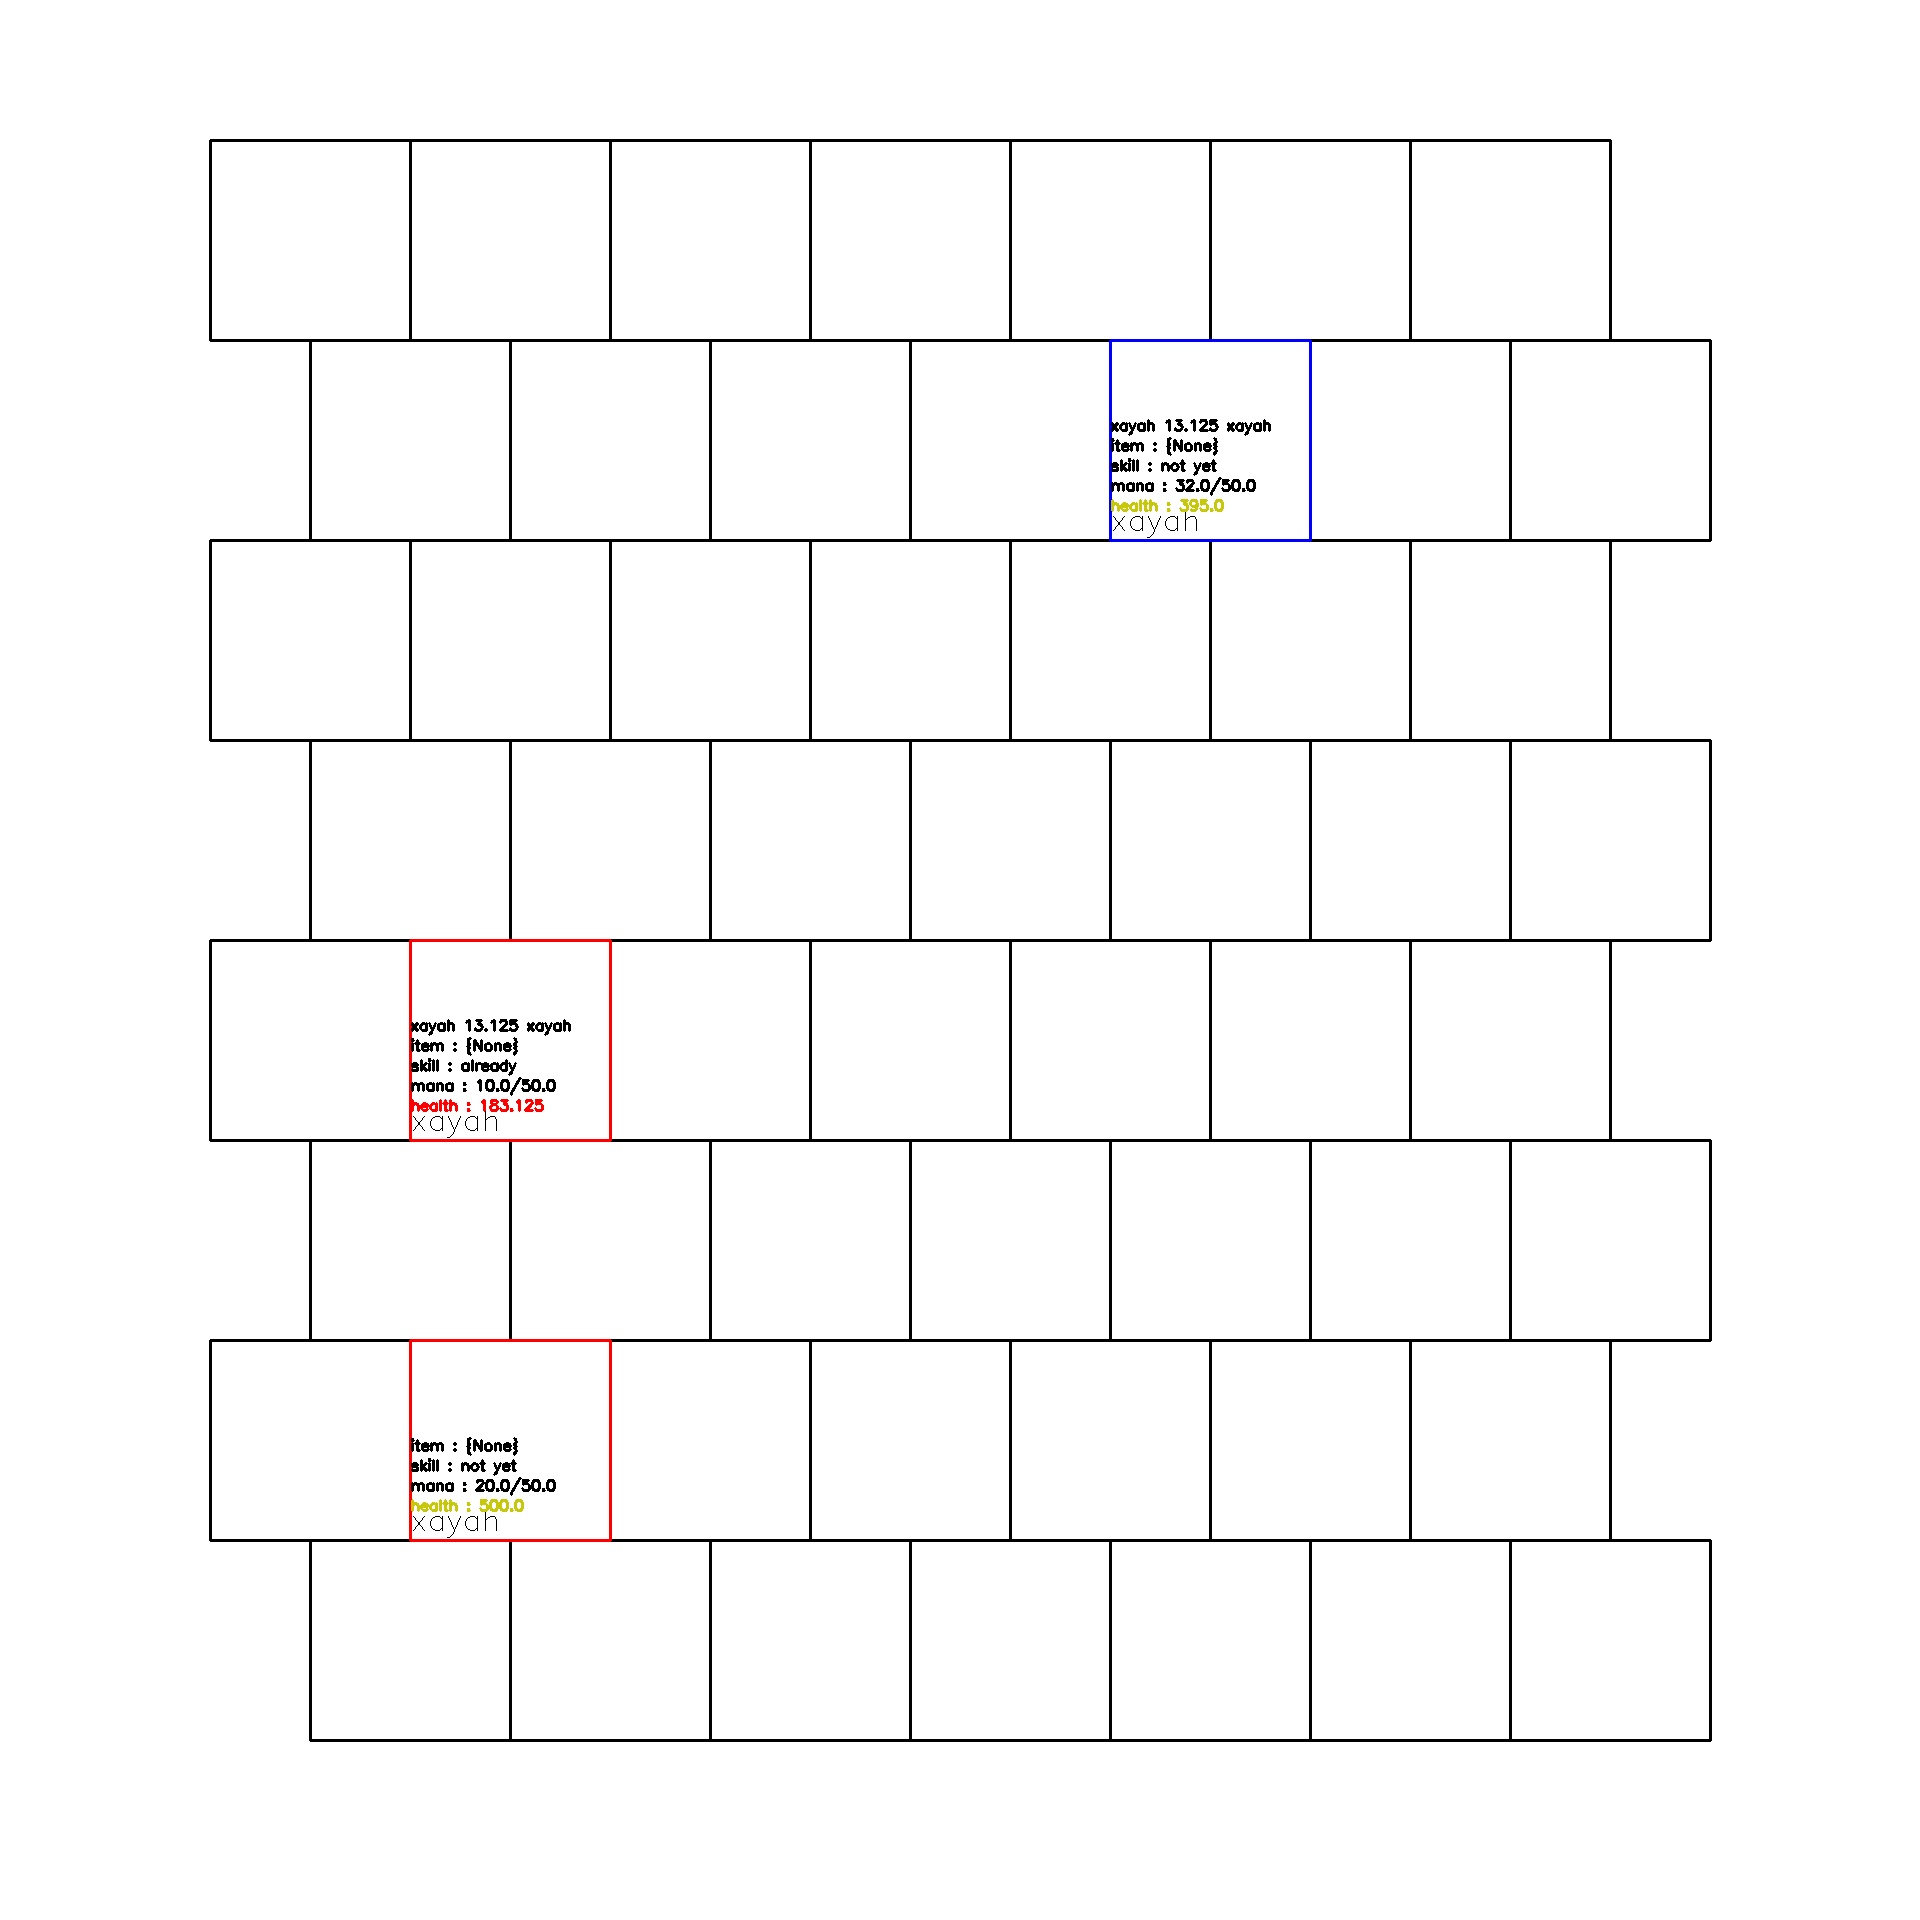 xayah 13.125 xayah
item : {None}
skill : not yet
mana : 32.0/50.0
health : 395.0
xayah
xayah 13.125 xayah
item : {None}
skill : already
mana : 10.0/50.0
health : 183.125
xayah
item : {None}
skill : not yet
mana : 20.0/50.0
health : 500.0
xayah